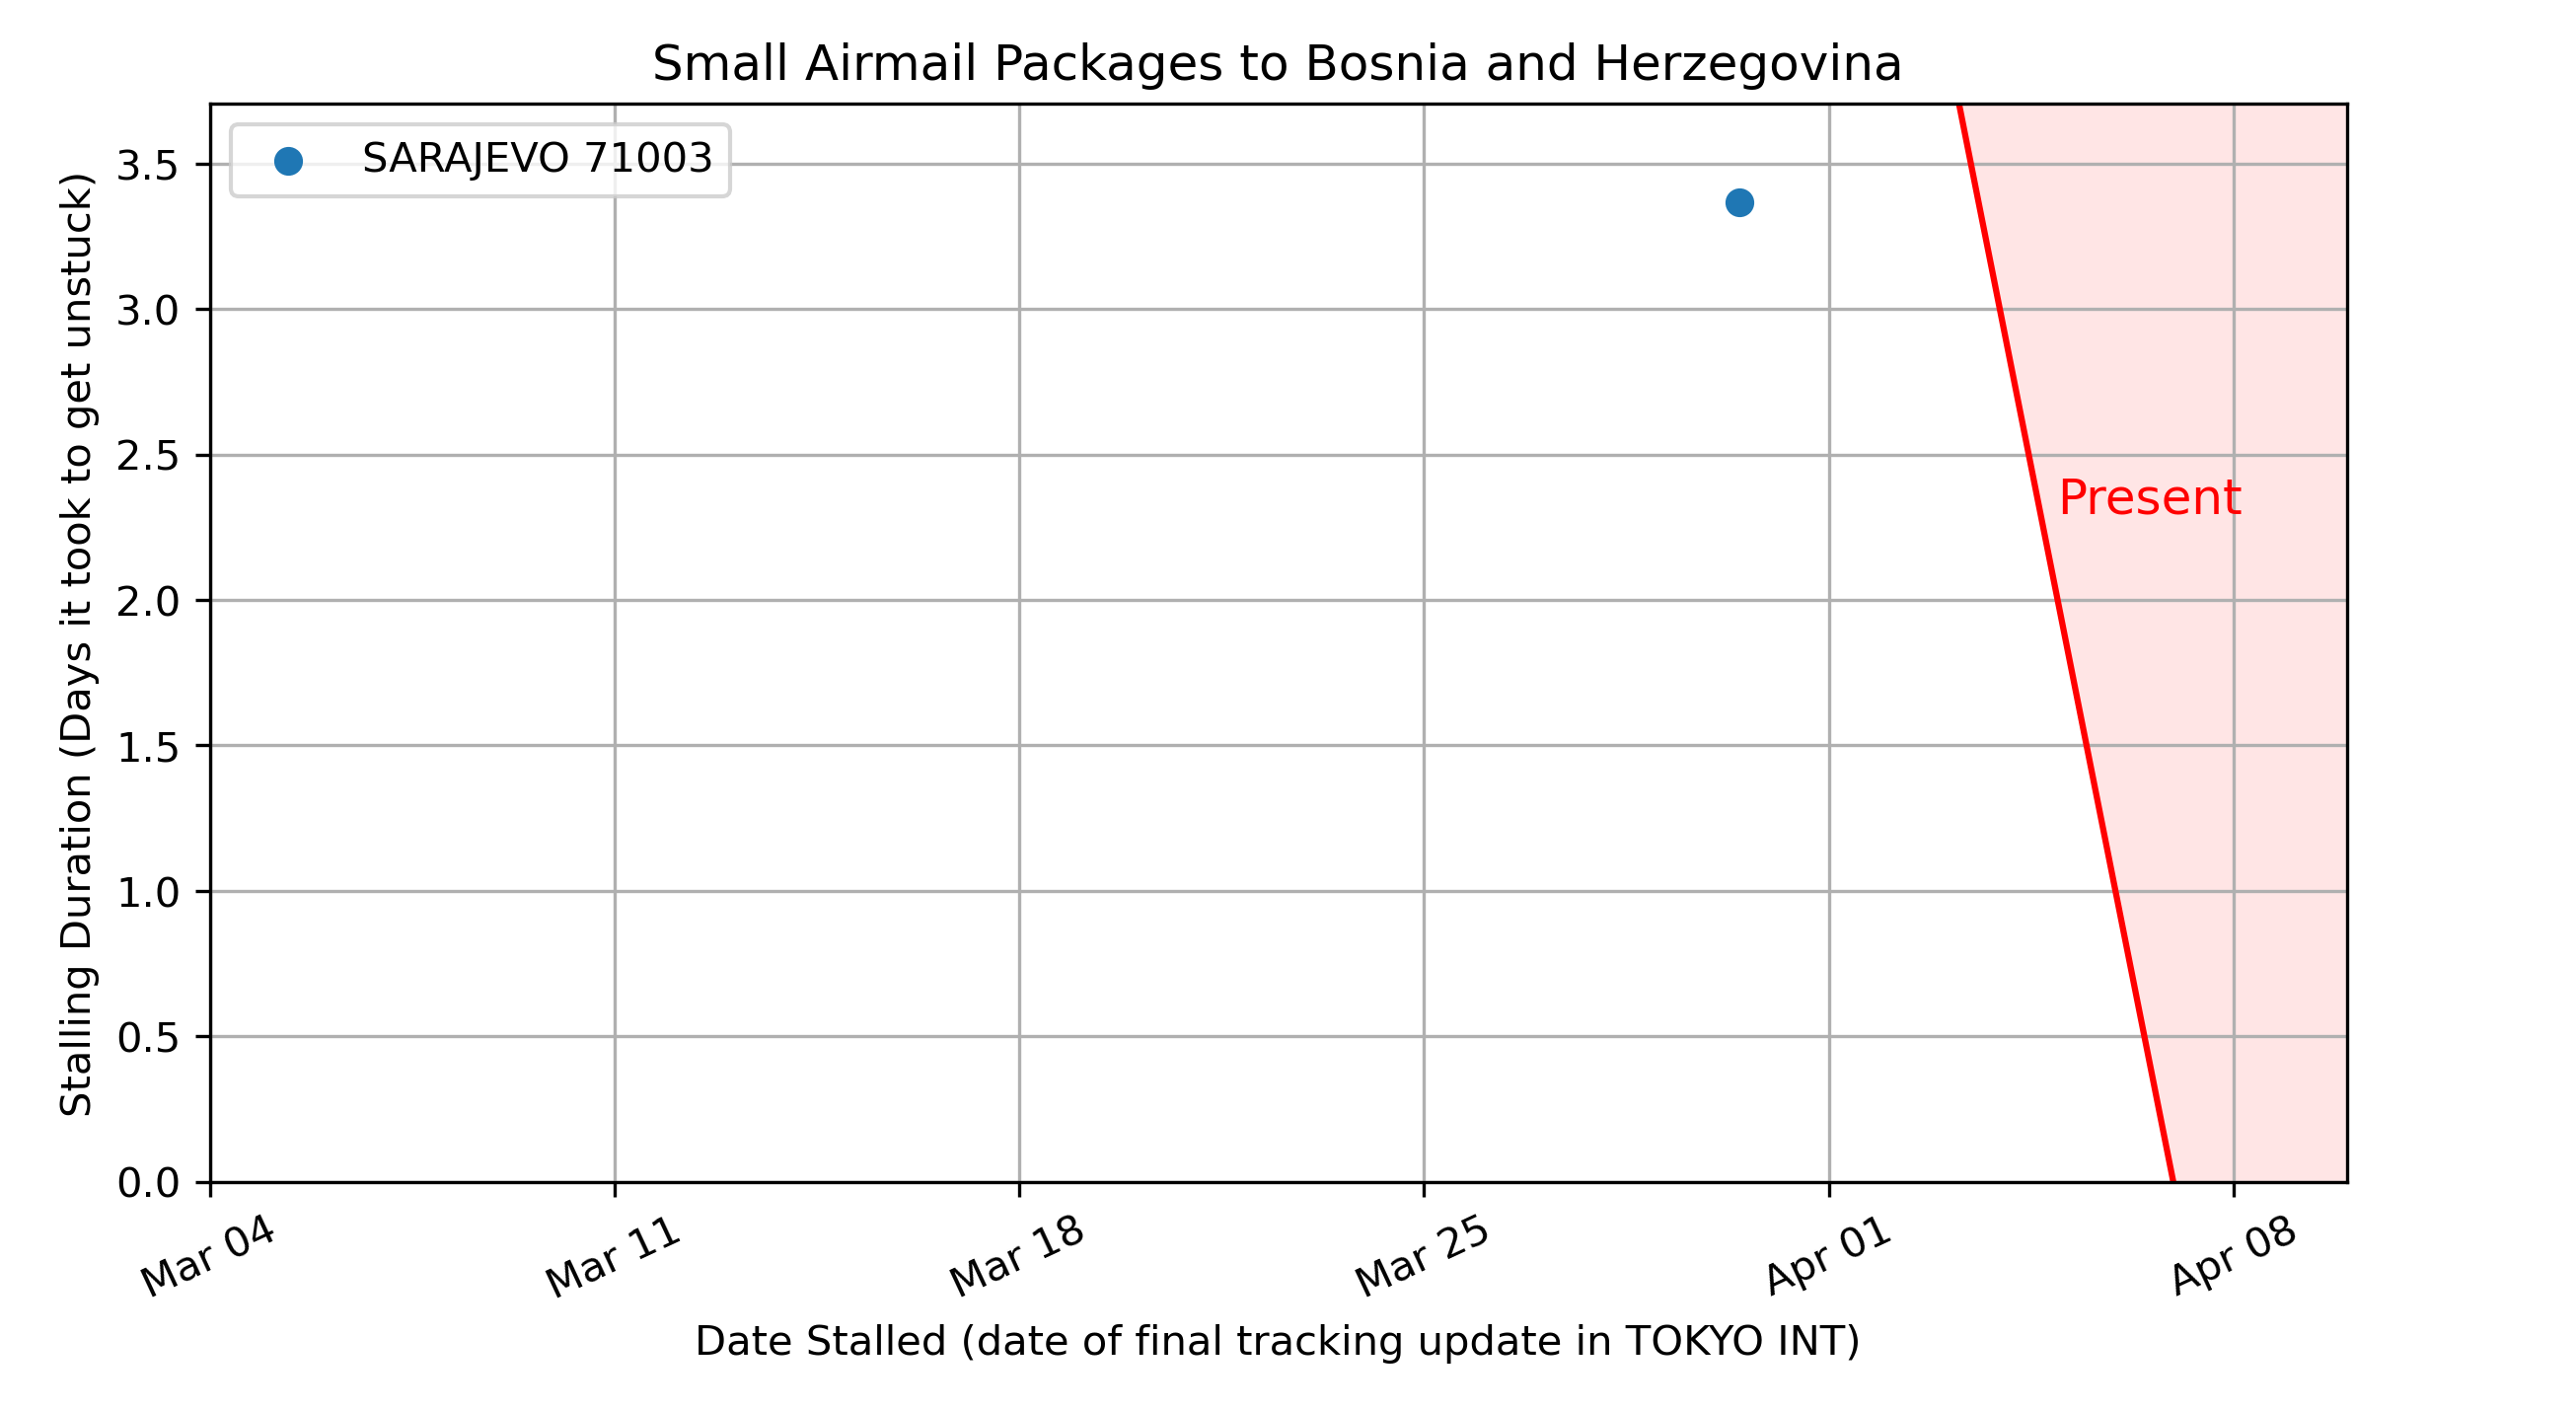 Small Airmail Packages to Bosnia and Herzegovina
SARAJEVO 71003
Stalling Duration (Days it took to get unstuck)
3.5
3.0
2.5
2.0
1.5
1.0
0.5
0.0
Present
Mar 04
Mar 11
Mar 18
Mar 25
Apr 01
Apr 08
Date Stalled (date of final tracking update in TOKYO INT)